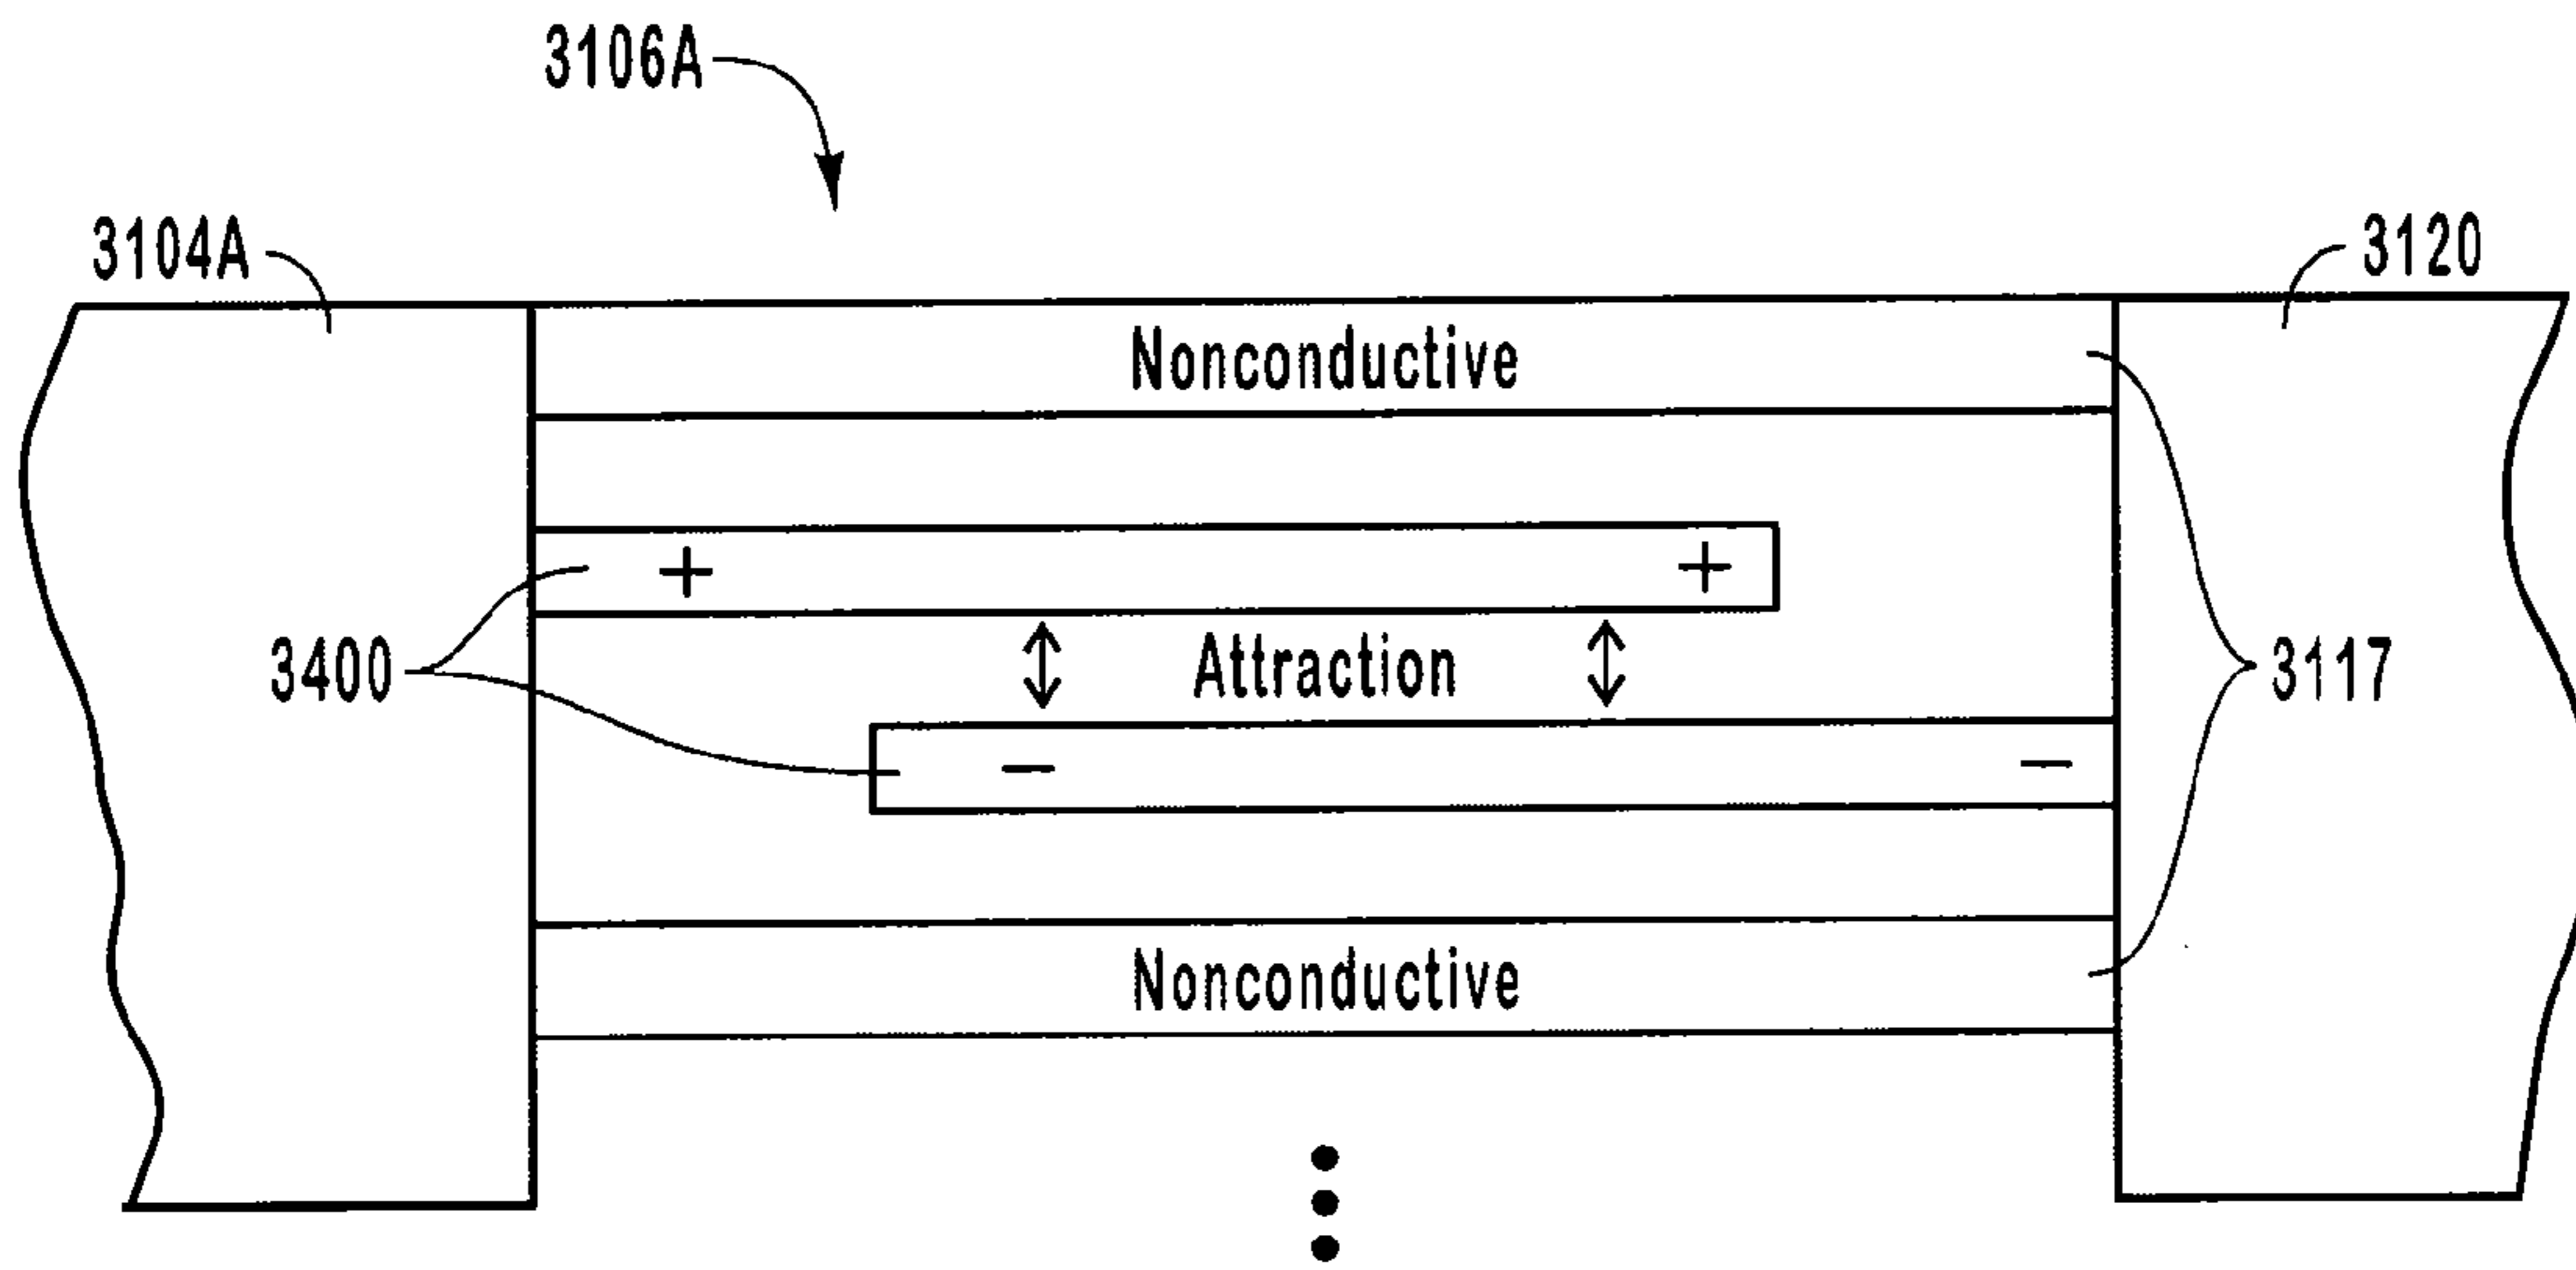 3106A
3104A
3120
Nonconductive
+ +
3400
Attraction
3117
− −
Nonconductive